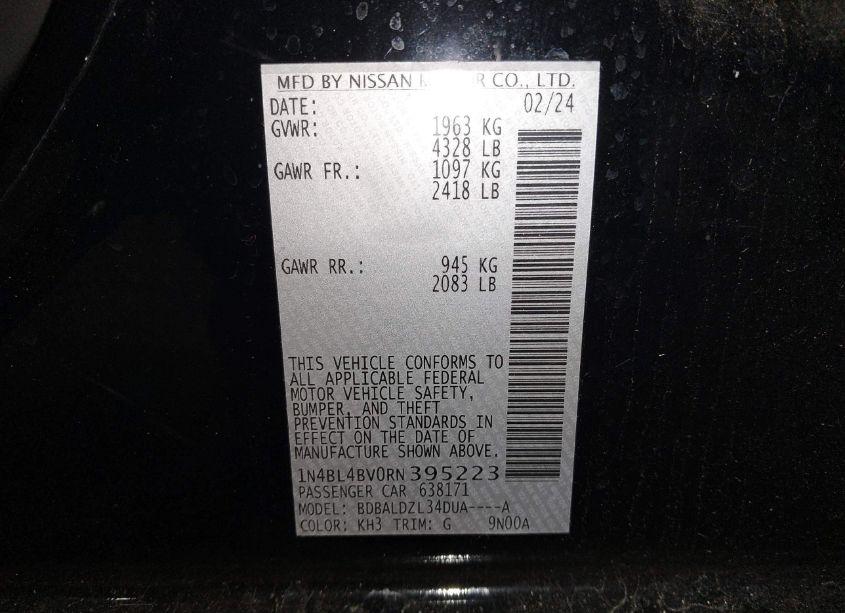 MFD BY NISSAN R CO., LTD.
DATE: 02/24
GVWR: 1963 KG
4328 LB
GAWR FR.: 1097 KG
2418 LB
GAWR RR.: 945 KG
2083 LB
THIS VEHICLE CONFORMS TO
ALL APPLICABLE FEDERAL
MOTOR VEHICLE SAFETY,
BUMPER, AND THEFT
PREVENTION STANDARDS IN
EFFECT ON THE DATE OF
MANUFACTURE SHOWN ABOVE.
1N4BL4BV0RN395223
PASSENGER CAR 638171
MODEL: BDBALDZL34DUA----A
COLOR: KH3 TRIM: G 9N00A